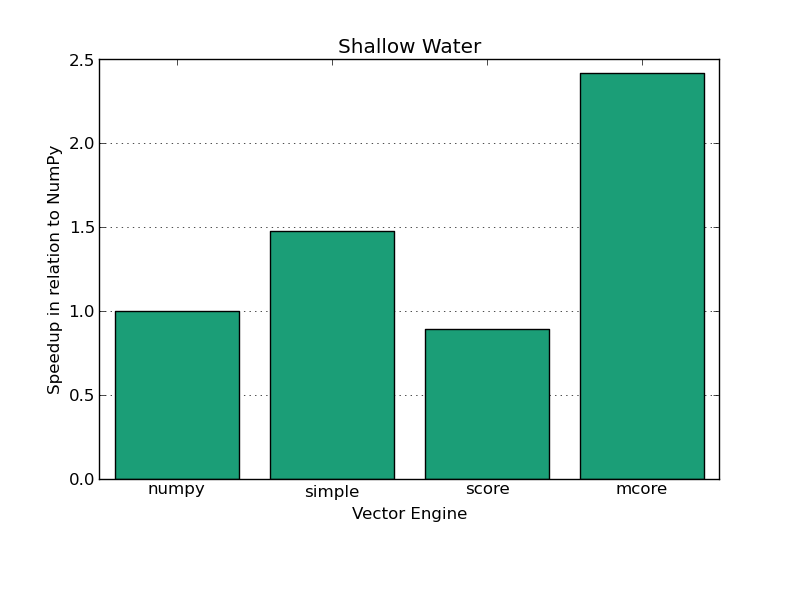 Shallow Water
Speedup in relation to NumPy
2.5
2.0
1.5
1.0
0.5
0.0
numpy simple score mcore
Vector Engine